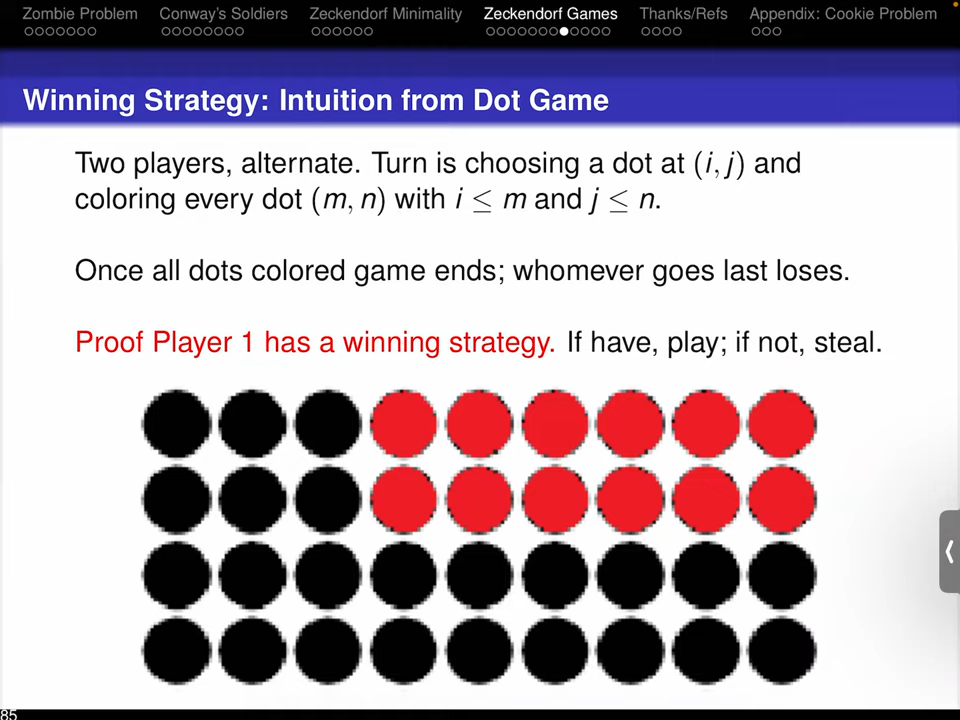 Zombie Problem Conway's Soldiers Zeckendorf Minimality Zeckendorf Games Thanks/Refs Appendix: Cookie Problem
Winning Strategy: Intuition from Dot Game
Two players, alternate. Turn is choosing a dot at (i, j) and
coloring every dot (m, n) with i ≤ m and j ≤ n.
Once all dots colored game ends; whomever goes last loses.
Proof Player 1 has a winning strategy. If have, play; if not, steal.
85